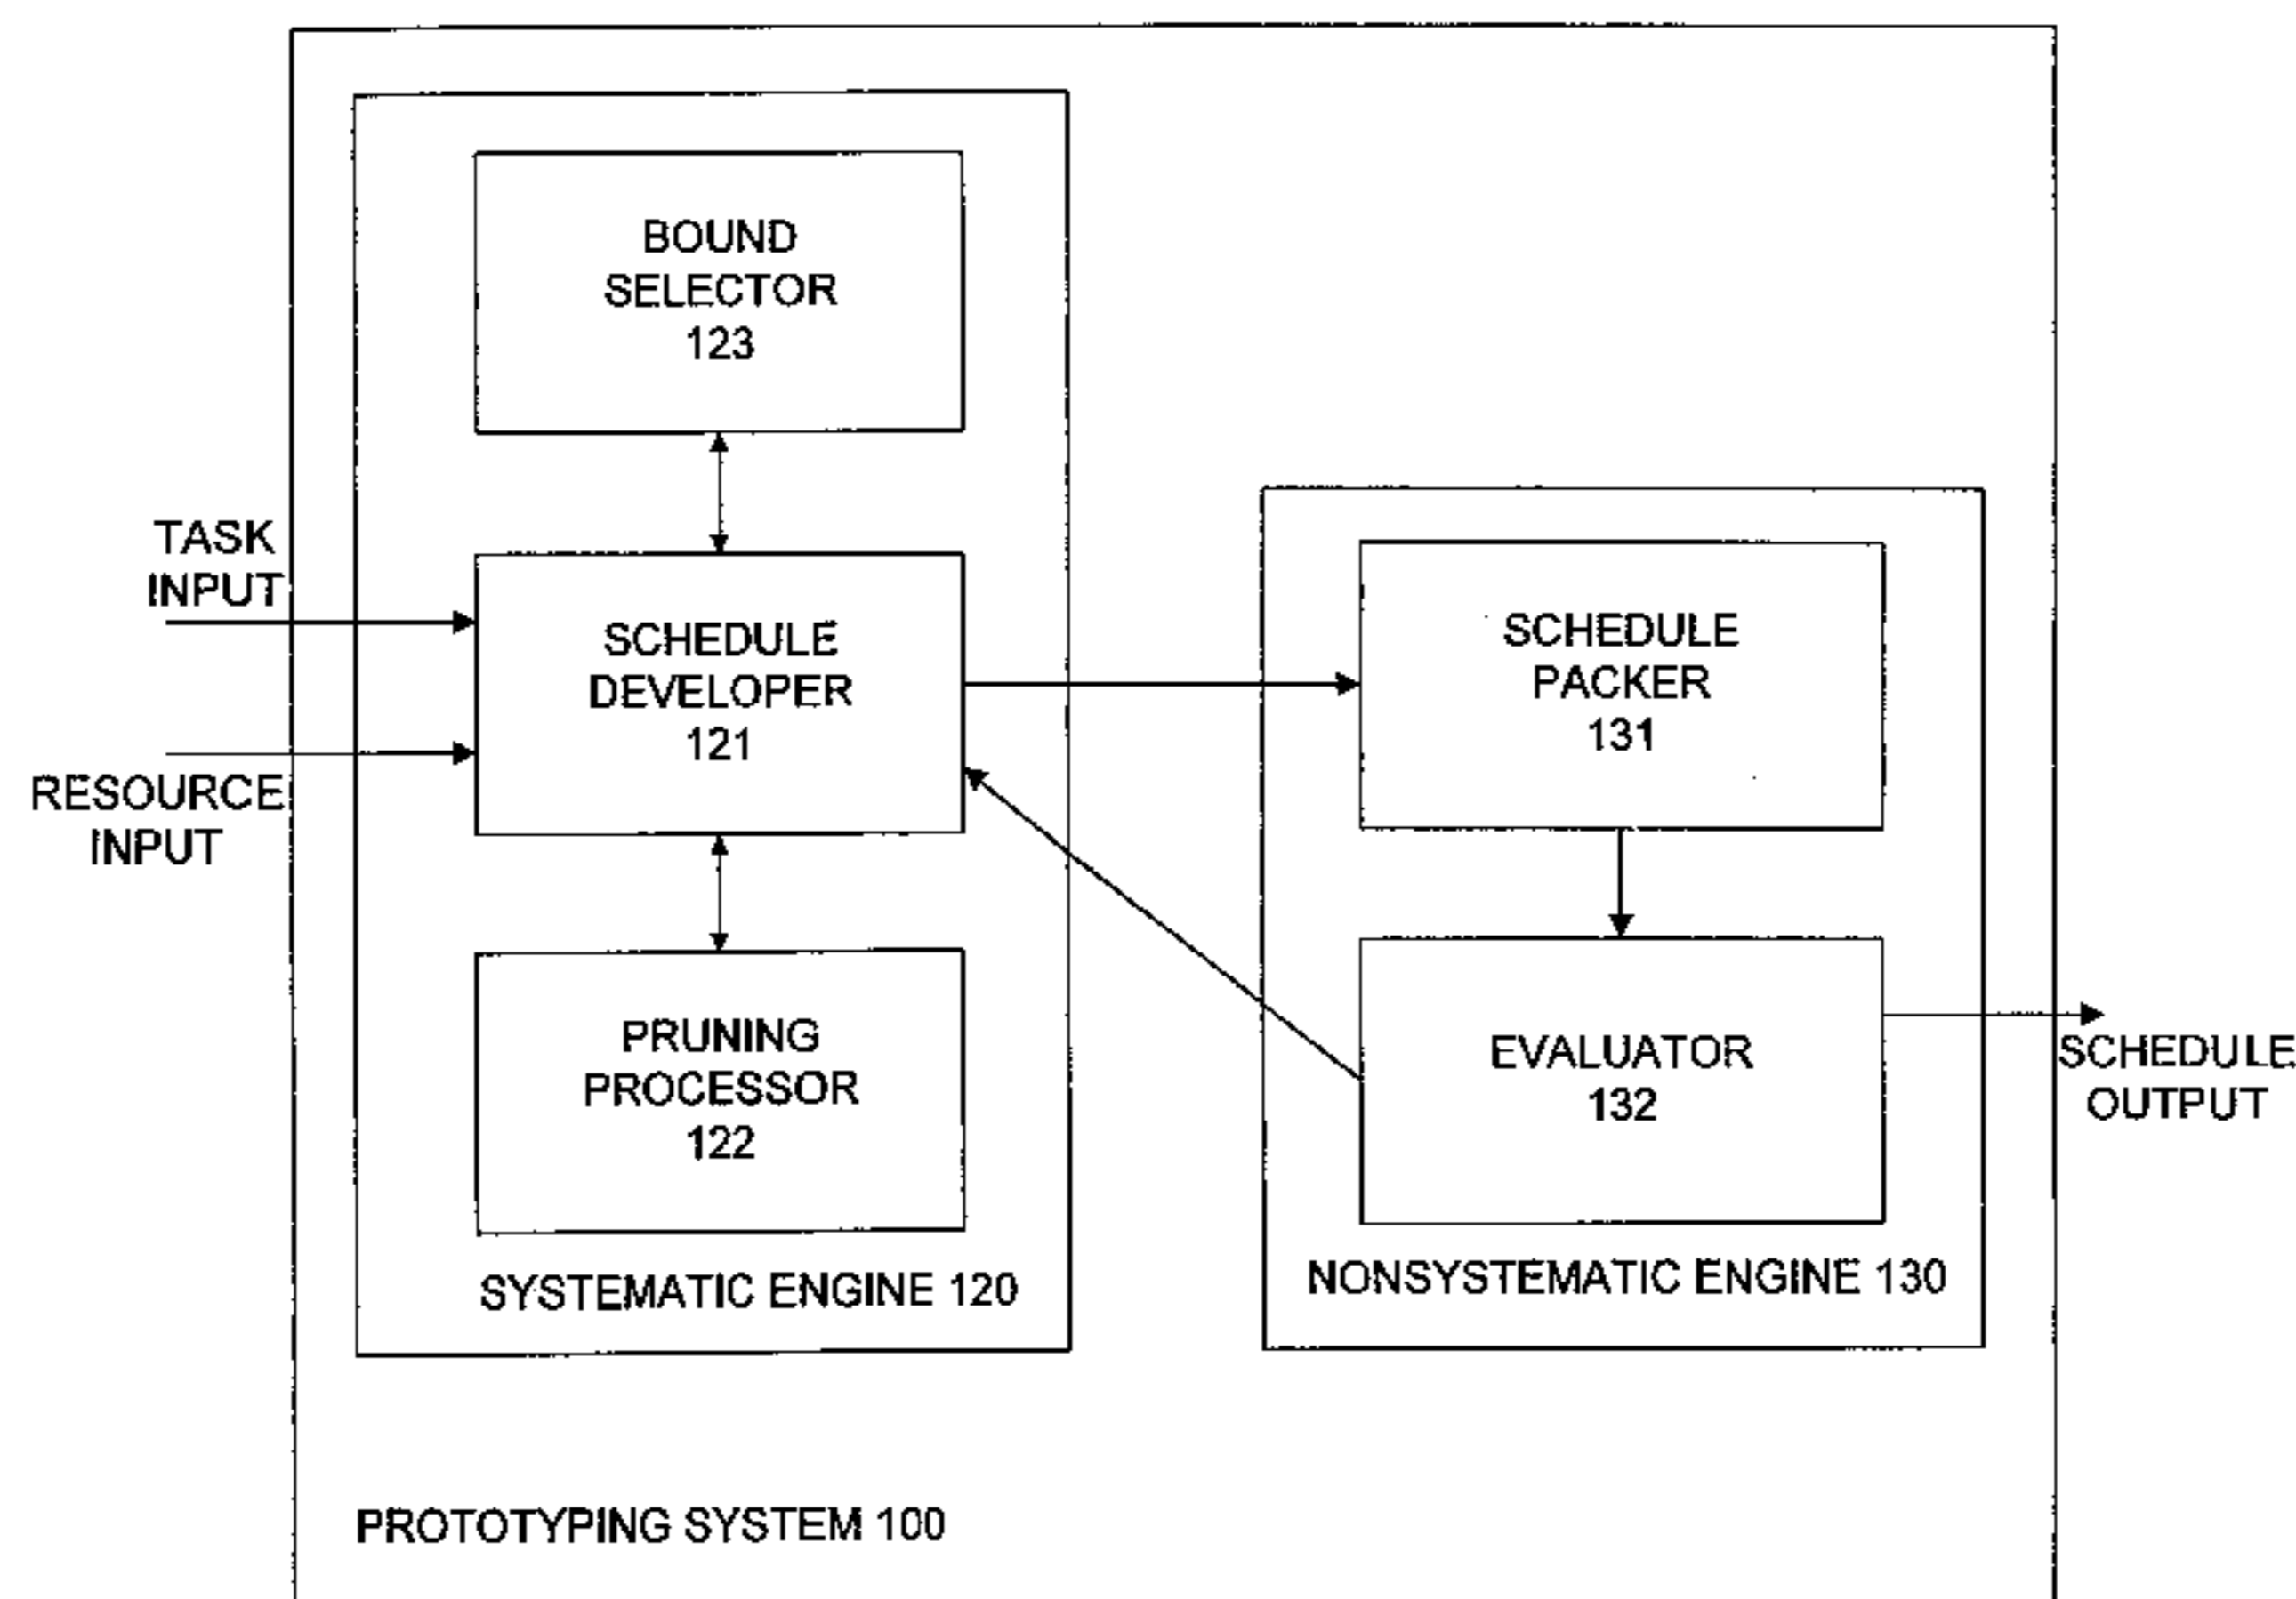 BOUND
SELECTOR
123
TASK
INPUT
SCHEDULE
DEVELOPER
121
RESOURCE
INPUT
PRUNING
PROCESSOR
122
SYSTEMATIC ENGINE 120
SCHEDULE
PACKER
131
EVALUATOR
132
NONSYSTEMATIC ENGINE 130
SCHEDULE
OUTPUT
PROTOTYPING SYSTEM 100